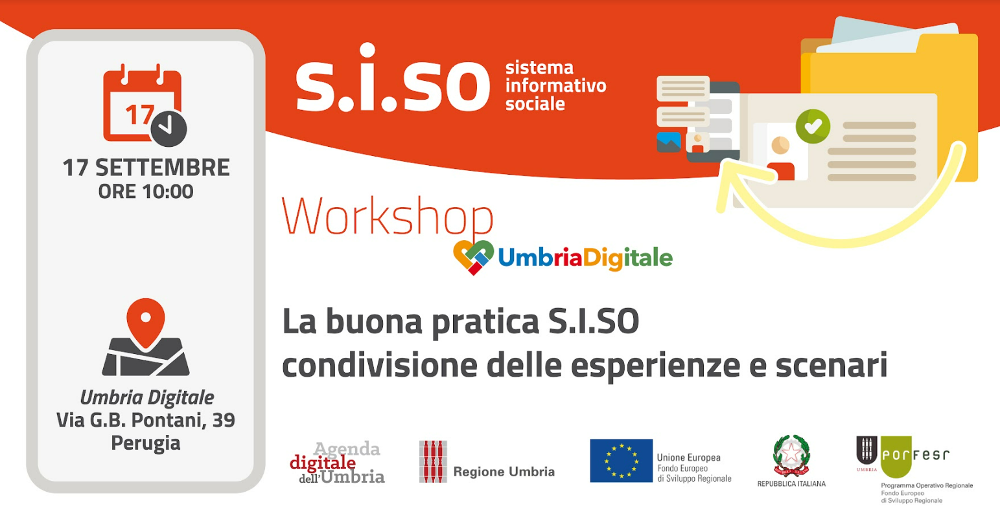 17
17 SETTEMBRE
ORE 10:00
Umbria Digitale
Via G.B. Pontani, 39
Perugia
s.i.so
sistema
informativo
sociale
Workshop
UmbriaDigitale
La buona pratica S.I.SO
condivisione delle esperienze e scenari
Agenda
digitale
dell'Umbria
Regione Umbria
Unione Europea
Fondo Europeo
di Sviluppo Regionale
REPUBBLICA ITALIANA
UMBRIA
porfesr
Programma Operativo Regionale
Fondo Europeo
di Sviluppo Regionale